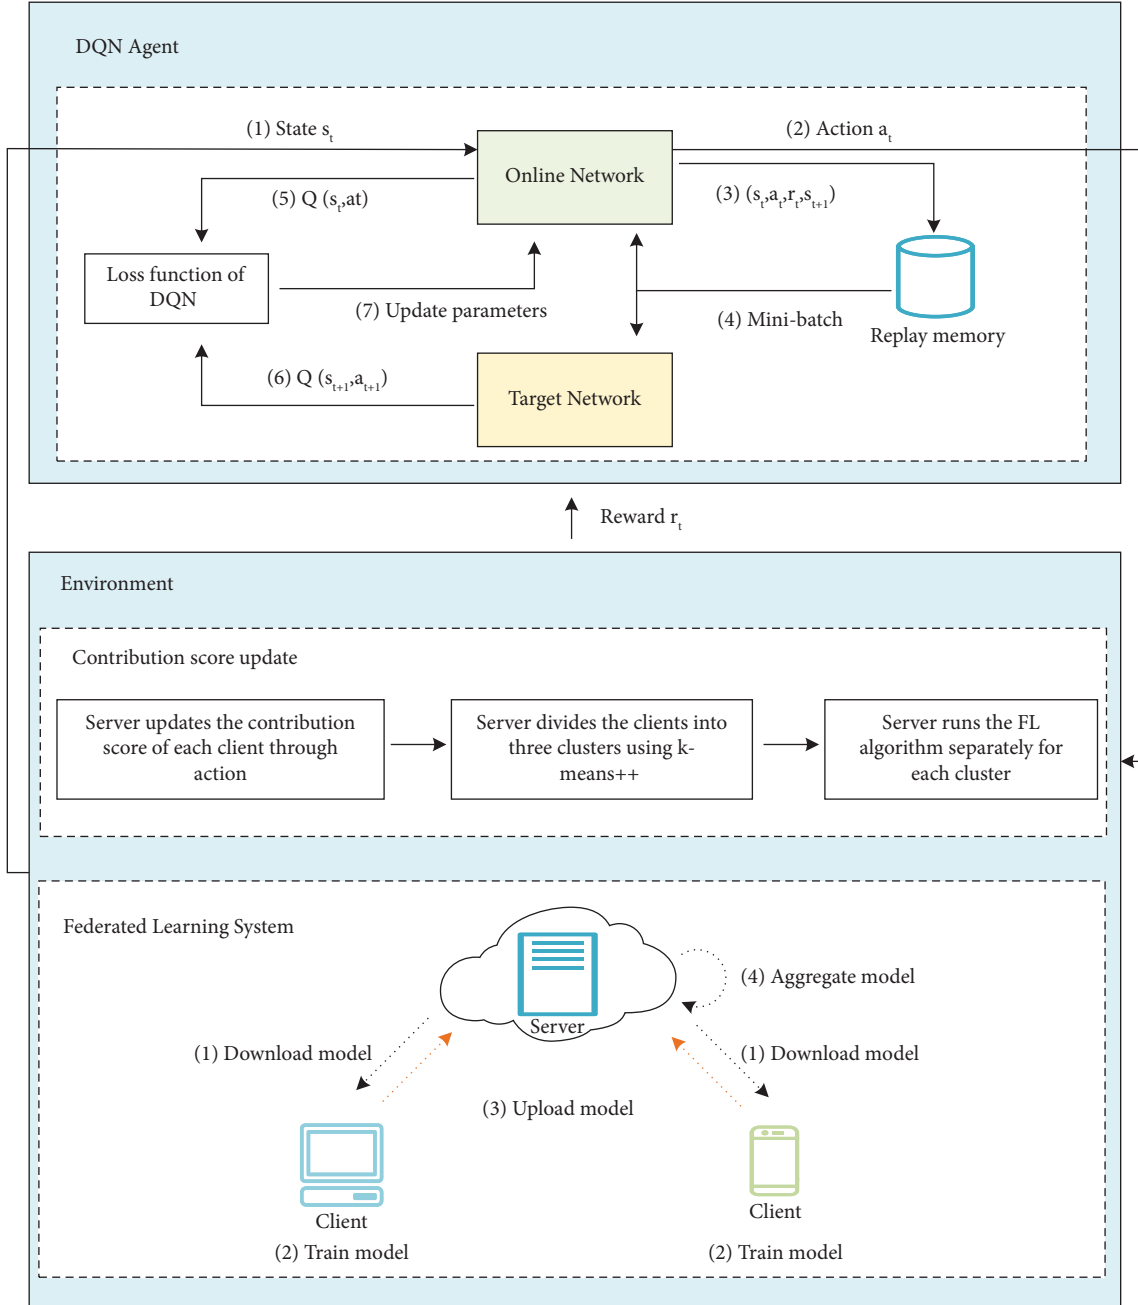 DQN Agent
(1) State sₜ
(2) Action aₜ
Online Network
(5) Q (sₜ,at)
(3) (sₜ,aₜ,rₜ,sₜ₊₁)
Loss function of
DQN
(7) Update parameters
(4) Mini-batch
Replay memory
(6) Q (sₜ₊₁,aₜ₊₁)
Target Network
Reward rₜ
Environment
Contribution score update
Server updates the contribution
score of each client through
action
Server divides the clients into
three clusters using k-
means++
Server runs the FL
algorithm separately for
each cluster
Federated Learning System
(4) Aggregate model
Server
(1) Download model
(1) Download model
(3) Upload model
Client
Client
(2) Train model
(2) Train model